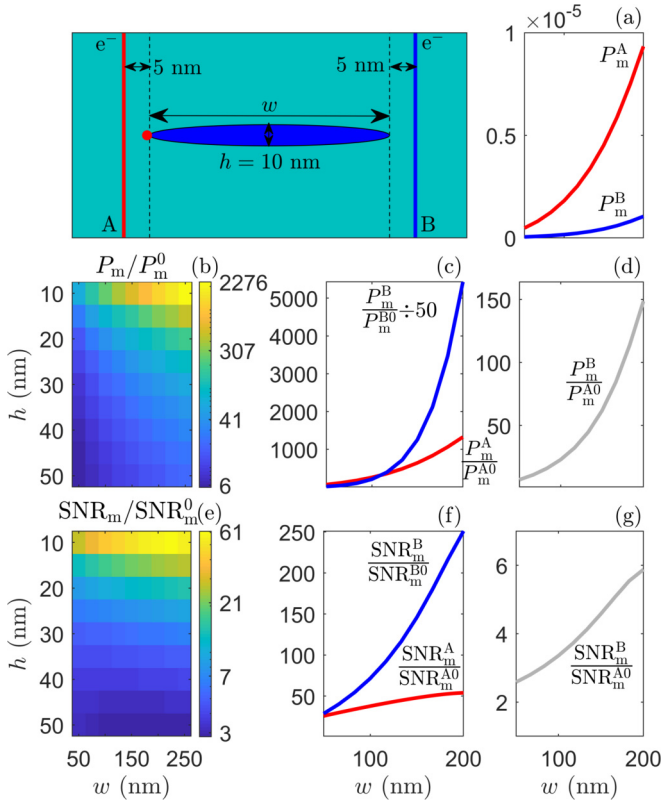 e⁻
e⁻
5 nm
5 nm
w
h = 10 nm
A
B
(a)
×10⁻⁵
1
0.5
0
P_m^A
P_m^B
P_m/P_m^0 (b)
10
20
30
40
50
h (nm)
2276
307
41
6
(c)
5000
4000
3000
2000
1000
P_m^B/P_m^B0 ÷50
P_m^A/P_m^A0
(d)
150
100
50
P_m^B/P_m^A0
SNR_m/SNR_m^0 (e)
10
20
30
40
50
h (nm)
50 150 250
w (nm)
61
21
7
3
(f)
250
200
150
100
50
SNR_m^B/SNR_m^B0
SNR_m^A/SNR_m^A0
100 200
w (nm)
(g)
6
4
2
SNR_m^B/SNR_m^A0
100 200
w (nm)